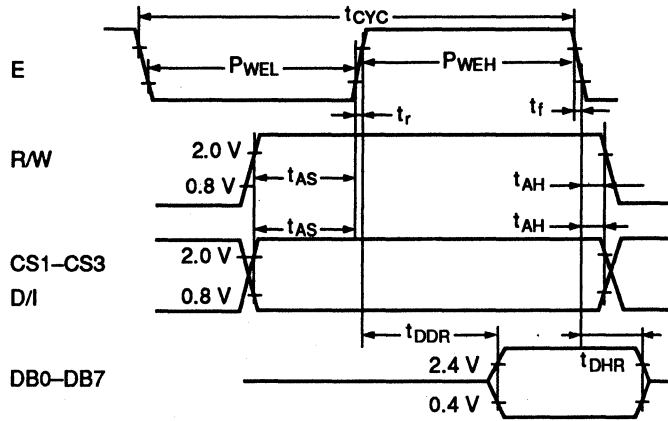 tCYC
E
PWEL
PWEH
tr
tf
R/W
2.0 V
0.8 V
tAS
tAH
tAS
tAH
CS1–CS3
D/I
2.0 V
0.8 V
tDDR
tDHR
DB0–DB7
2.4 V
0.4 V